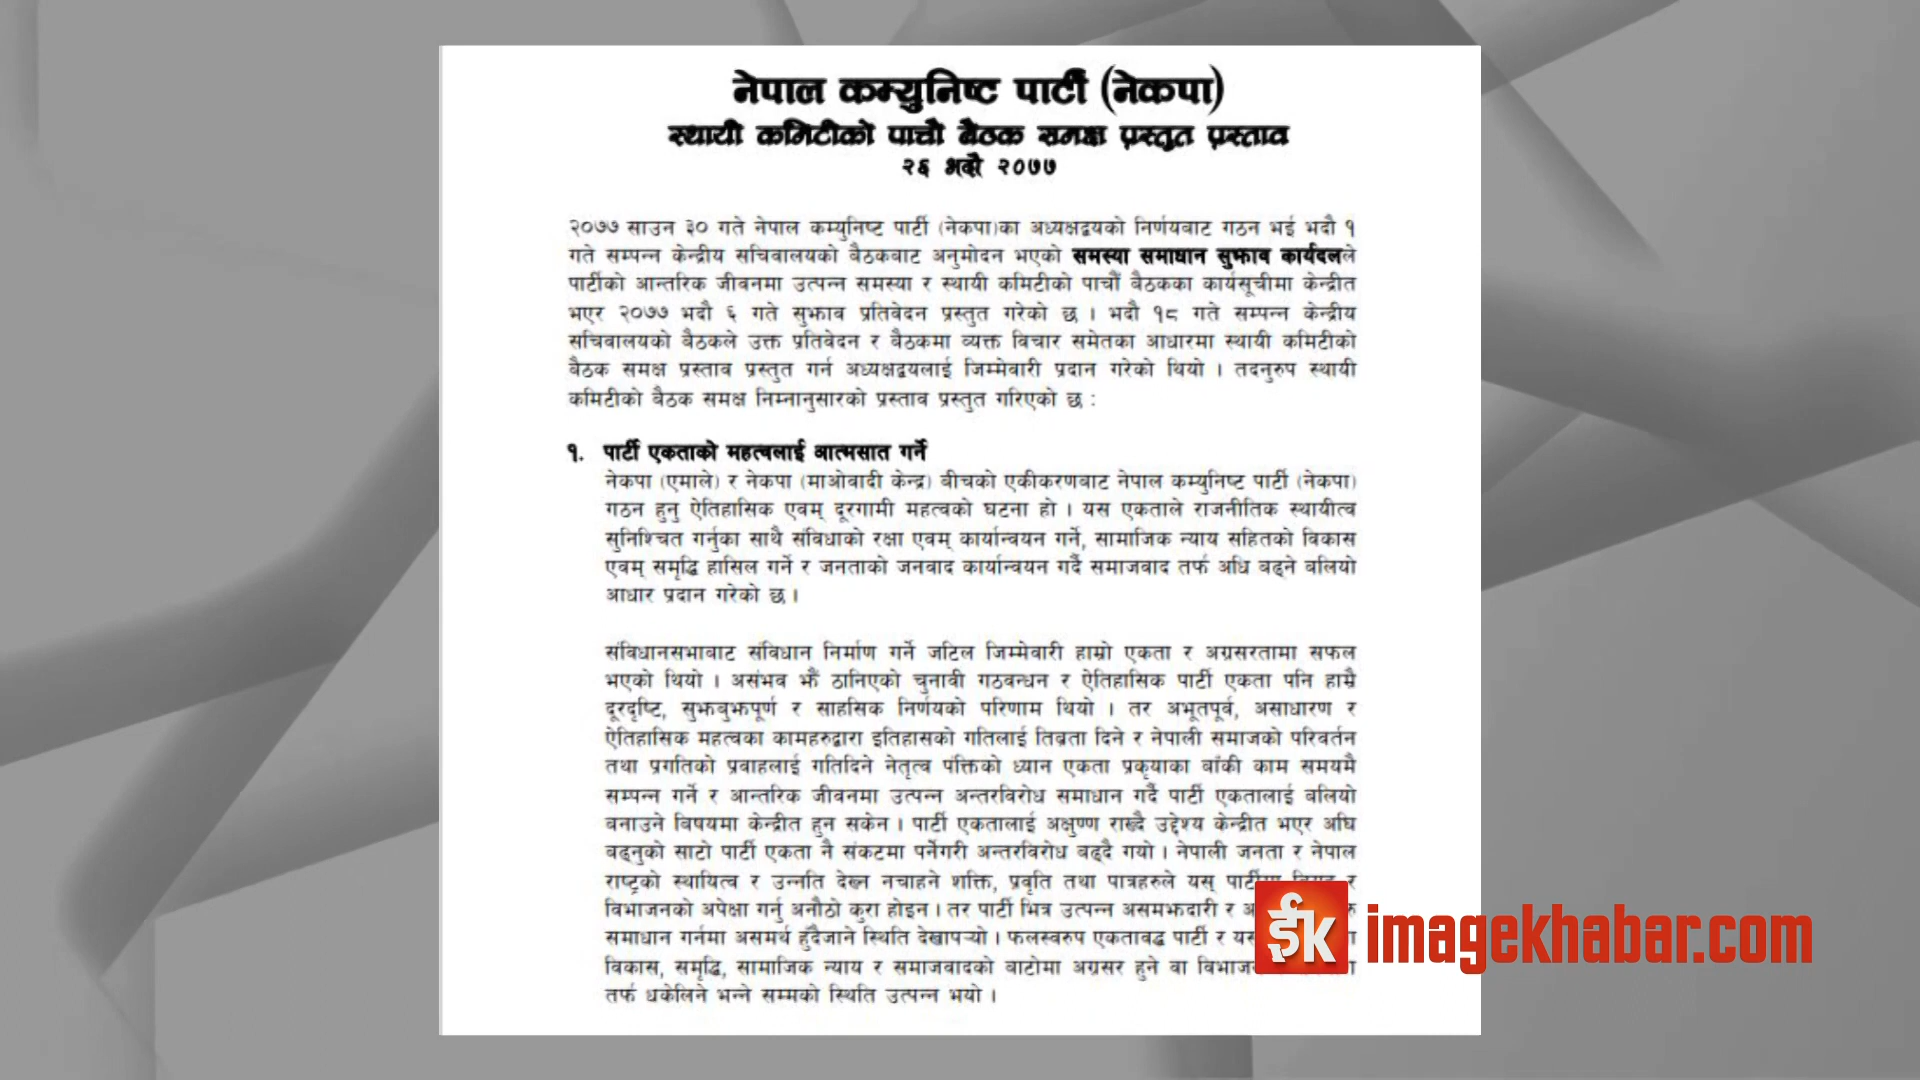 नेपाल कम्युनिष्ट पार्टी (नेकपा)
स्थायी कमिटीको पाचौं बैठक समक्ष प्रस्तुत प्रस्ताव
२६ भदौ २०७७
२०७७ साउन ३० गते नेपाल कम्युनिष्ट पार्टी (नेकपा)का अध्यक्षद्वयको निर्णयबाट गठन भई भदौ १
गते सम्पन्न केन्द्रीय सचिवालयको बैठकबाट अनुमोदन भएको समस्या समाधान सुझाव कार्यदलले
पार्टीको आन्तरिक जीवनमा उत्पन्न समस्या र स्थायी कमिटीको पाचौं बैठकका कार्यसूचीमा केन्द्रीत
भएर २०७७ भदौ ६ गते सुझाव प्रतिवेदन प्रस्तुत गरेको छ । भदौ १८ गते सम्पन्न केन्द्रीय
सचिवालयको बैठकले उक्त प्रतिवेदन र बैठकमा व्यक्त विचार समेतका आधारमा स्थायी कमिटीको
बैठक समक्ष प्रस्ताव प्रस्तुत गर्न अध्यक्षद्वयलाई जिम्मेवारी प्रदान गरेको थियो । तदनुरुप स्थायी
कमिटीको बैठक समक्ष निम्नानुसारको प्रस्ताव प्रस्तुत गरिएको छ :
१. पार्टी एकताको महत्वलाई आत्मसात गर्ने
नेकपा (एमाले) र नेकपा (माओवादी केन्द्र) बीचको एकीकरणबाट नेपाल कम्युनिष्ट पार्टी (नेकपा)
गठन हुनु ऐतिहासिक एवम् दूरगामी महत्वको घटना हो । यस एकताले राजनीतिक स्थायीत्व
सुनिश्चित गर्नुका साथै संविधाको रक्षा एवम् कार्यान्वयन गर्ने, सामाजिक न्याय सहितको विकास
एवम् समृद्धि हासिल गर्ने र जनताको जनवाद कार्यान्वयन गर्दै समाजवाद तर्फ अधि बढ्ने बलियो
आधार प्रदान गरेको छ ।
संविधानसभाबाट संविधान निर्माण गर्ने जटिल जिम्मेवारी हाम्रो एकता र अग्रसरतामा सफल
भएको थियो । असंभव झैं ठानिएको चुनावी गठबन्धन र ऐतिहासिक पार्टी एकता पनि हाम्रै
दूरदृष्टि, सुझबुझपूर्ण र साहसिक निर्णयको परिणाम थियो । तर अभूतपूर्व, असाधारण र
ऐतिहासिक महत्वका कामहरुद्वारा इतिहासको गतिलाई तिब्रता दिने र नेपाली समाजको परिवर्तन
तथा प्रगतिको प्रवाहलाई गतिदिने नेतृत्व पंक्तिको ध्यान एकता प्रकृयाका बाँकी काम समयमै
सम्पन्न गर्ने र आन्तरिक जीवनमा उत्पन्न अन्तरविरोध समाधान गर्दै पार्टी एकतालाई बलियो
बनाउने विषयमा केन्द्रीत हुन सकेन । पार्टी एकतालाई अक्षुण्ण राख्दै उद्देश्य केन्द्रीत भएर अघि
बढ्नुको साटो पार्टी एकता नै संकटमा पर्नेगरी अन्तरविरोध बढ्दै गयो । नेपाली जनता र नेपाल
राष्ट्रको स्थायित्व र उन्नति देख्न नचाहने शक्ति, प्रवृति तथा पात्रहरुले यस् र
विभाजनको अपेक्षा गर्नु अनौठो कुरा होइन । तर पार्टी भित्र उत्पन्न असमझदारी र
समाधान गर्नमा असमर्थ हुँदैजाने स्थिति देखापर्‍यो । फलस्वरुप एकतावद्ध पार्टी र
विकास, समृद्धि, सामाजिक न्याय र समाजवादको बाटोमा अग्रसर हुने वा
तर्फ धकेलिने भन्ने सम्मको स्थिति उत्पन्न भयो ।
imagekhabar.com